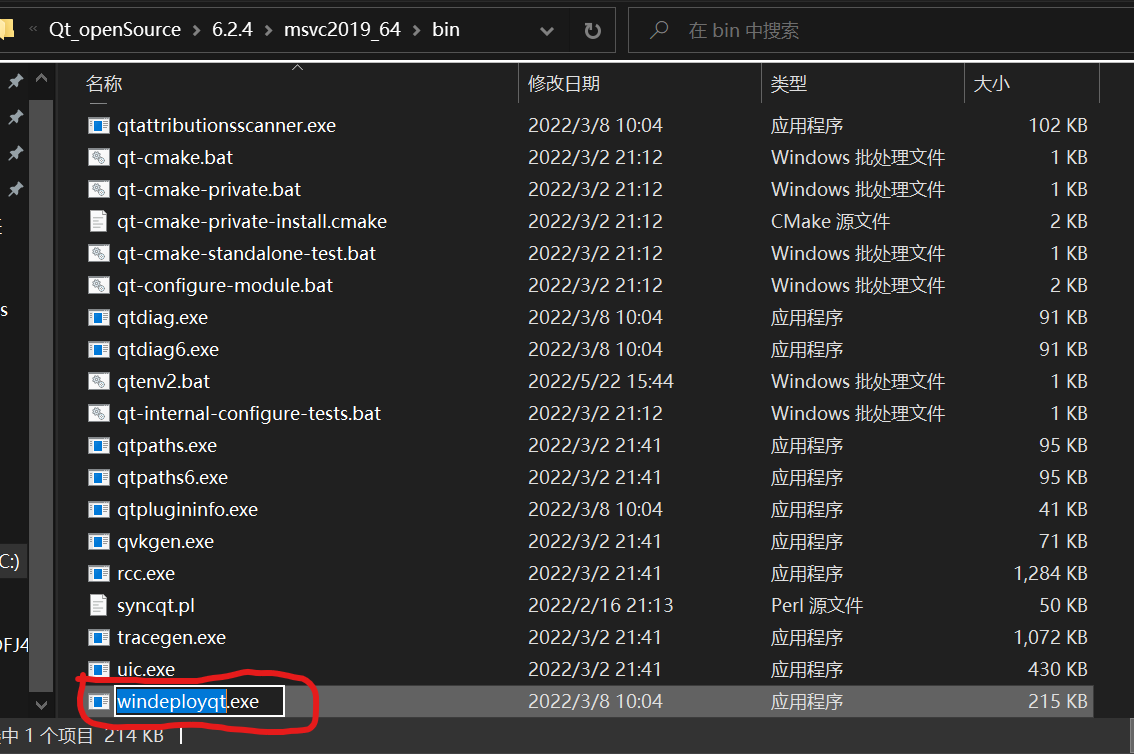 « Qt_openSource > 6.2.4 > msvc2019_64 > bin 在 bin 中搜索
名称 修改日期 类型 大小
qtattributionsscanner.exe 2022/3/8 10:04 应用程序 102 KB
qt-cmake.bat 2022/3/2 21:12 Windows 批处理文件 1 KB
qt-cmake-private.bat 2022/3/2 21:12 Windows 批处理文件 1 KB
qt-cmake-private-install.cmake 2022/3/2 21:12 CMake 源文件 2 KB
qt-cmake-standalone-test.bat 2022/3/2 21:12 Windows 批处理文件 1 KB
qt-configure-module.bat 2022/3/2 21:12 Windows 批处理文件 2 KB
s qtdiag.exe 2022/3/8 10:04 应用程序 91 KB
qtdiag6.exe 2022/3/8 10:04 应用程序 91 KB
qtenv2.bat 2022/5/22 15:44 Windows 批处理文件 1 KB
qt-internal-configure-tests.bat 2022/3/2 21:12 Windows 批处理文件 1 KB
qtpaths.exe 2022/3/2 21:41 应用程序 95 KB
qtpaths6.exe 2022/3/2 21:41 应用程序 95 KB
qtplugininfo.exe 2022/3/8 10:04 应用程序 41 KB
qvkgen.exe 2022/3/2 21:41 应用程序 71 KB
C:) rcc.exe 2022/3/2 21:41 应用程序 1,284 KB
syncqt.pl 2022/2/16 21:13 Perl 源文件 50 KB
FJ4 tracegen.exe 2022/3/2 21:41 应用程序 1,072 KB
uic.exe 2022/3/2 21:41 应用程序 430 KB
windeployqt.exe 2022/3/8 10:04 应用程序 215 KB
中 1 个项目 214 KB